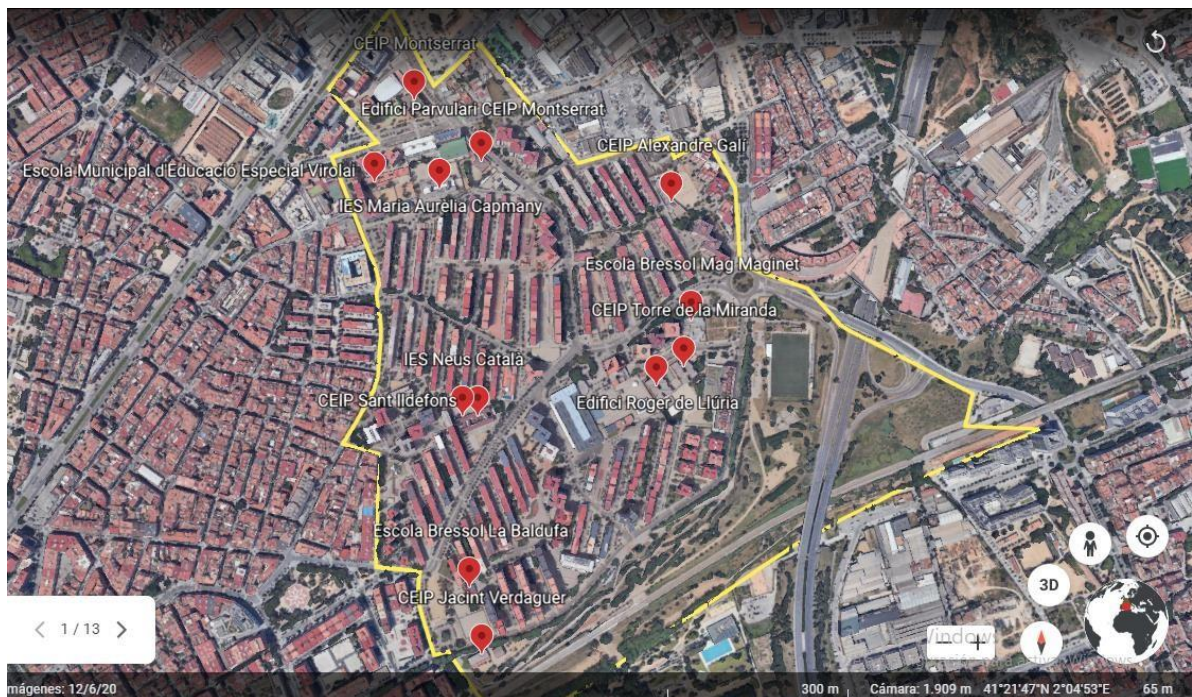 CEIP Montserrat
Edifici Parvulari CEIP Montserrat
CEIP Alexandre Galí
Escola Municipal d'Educació Especial Virolai
IES Maria Aurèlia Capmany
Escola Bressol Mag Maginet
CEIP Torre de la Miranda
IES Neus Català
CEIP Sant Ildefons
Edifici Roger de Llúria
Escola Bressol La Baldufa
CEIP Jacint Verdaguer
3D
1 / 13
Windows
mágenes: 12/6/20
300 m
Cámara: 1.909 m 41°21'47"N 2°04'53"E
65 m